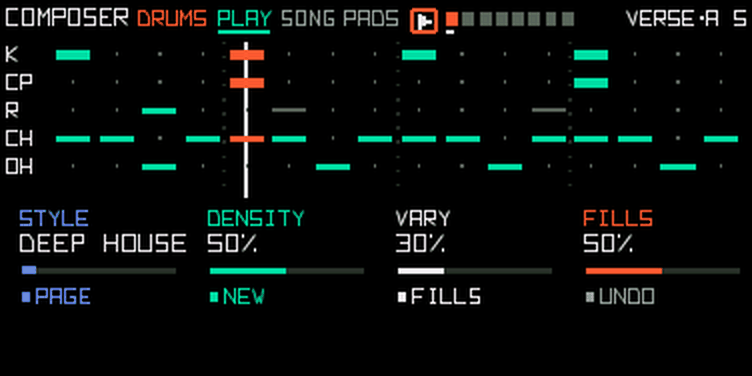 COMPOSER DRUMS PLAY SONG PADS VERSE·A S
K
CP
R
CH
OH
STYLE DENSITY VARY FILLS
DEEP HOUSE 50% 30% 50%
PAGE NEW FILLS UNDO